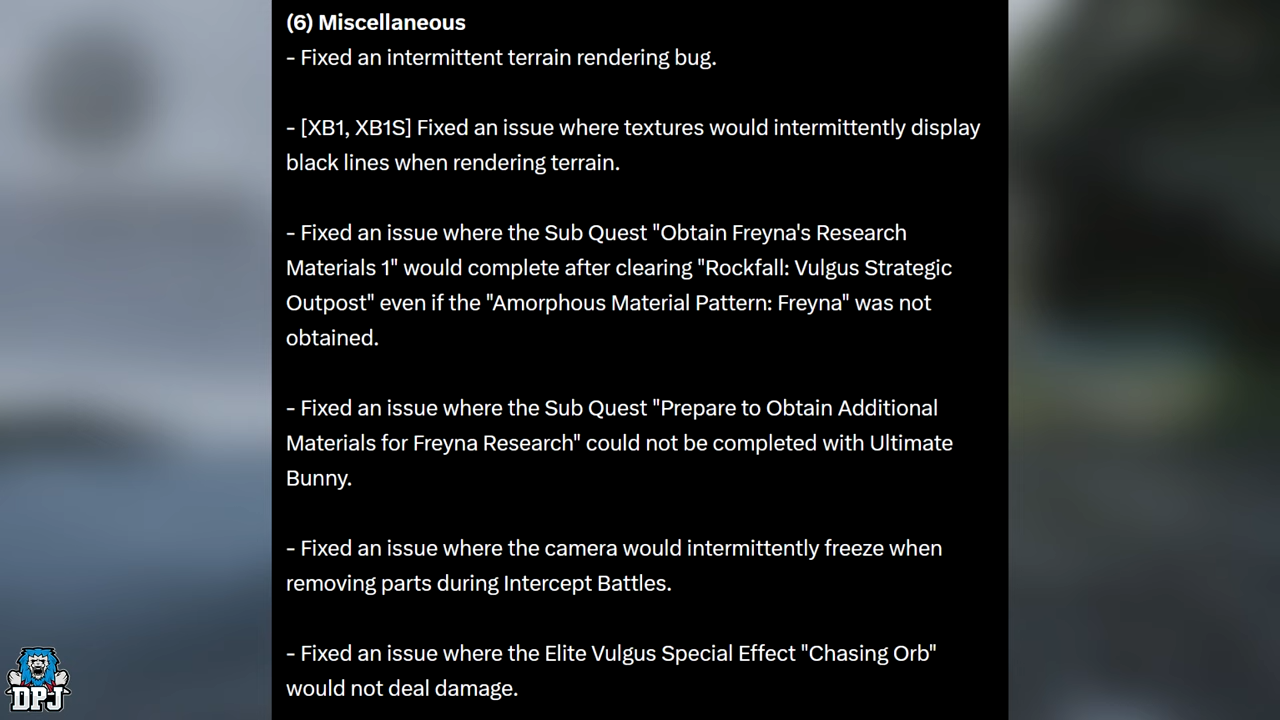 (6) Miscellaneous
- Fixed an intermittent terrain rendering bug.
- [XB1, XB1S] Fixed an issue where textures would intermittently display
black lines when rendering terrain.
- Fixed an issue where the Sub Quest "Obtain Freyna's Research
Materials 1" would complete after clearing "Rockfall: Vulgus Strategic
Outpost" even if the "Amorphous Material Pattern: Freyna" was not
obtained.
- Fixed an issue where the Sub Quest "Prepare to Obtain Additional
Materials for Freyna Research" could not be completed with Ultimate
Bunny.
- Fixed an issue where the camera would intermittently freeze when
removing parts during Intercept Battles.
- Fixed an issue where the Elite Vulgus Special Effect "Chasing Orb"
would not deal damage.
DPJ